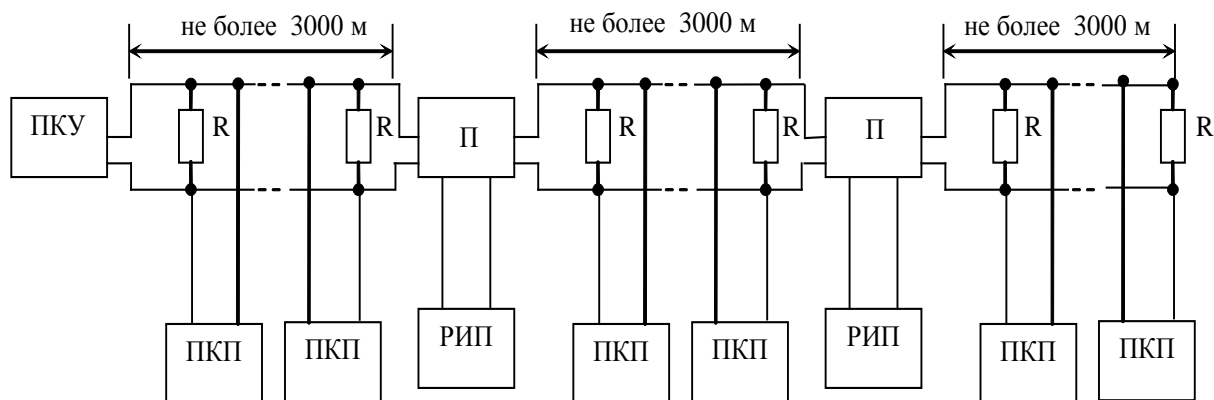 не более 3000 м
не более 3000 м
не более 3000 м
ПКУ
R
R
П
R
R
П
R
R
ПКП
ПКП
РИП
ПКП
ПКП
РИП
ПКП
ПКП